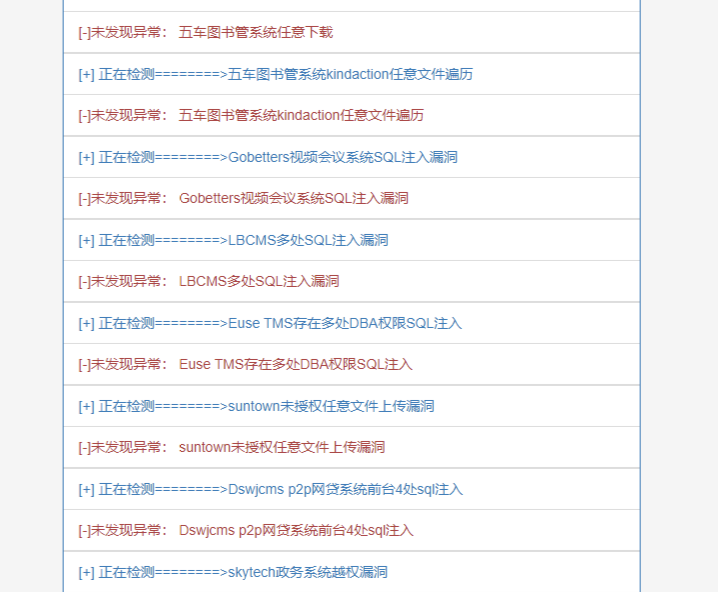 [-]未发现异常： 五车图书管系统任意下载
[+] 正在检测========>五车图书管系统kindaction任意文件遍历
[-]未发现异常： 五车图书管系统kindaction任意文件遍历
[+] 正在检测========>Gobetters视频会议系统SQL注入漏洞
[-]未发现异常： Gobetters视频会议系统SQL注入漏洞
[+] 正在检测========>LBCMS多处SQL注入漏洞
[-]未发现异常： LBCMS多处SQL注入漏洞
[+] 正在检测========>Euse TMS存在多处DBA权限SQL注入
[-]未发现异常： Euse TMS存在多处DBA权限SQL注入
[+] 正在检测========>suntown未授权任意文件上传漏洞
[-]未发现异常： suntown未授权任意文件上传漏洞
[+] 正在检测========>Dswjcms p2p网贷系统前台4处sql注入
[-]未发现异常： Dswjcms p2p网贷系统前台4处sql注入
[+] 正在检测========>skytech政务系统越权漏洞